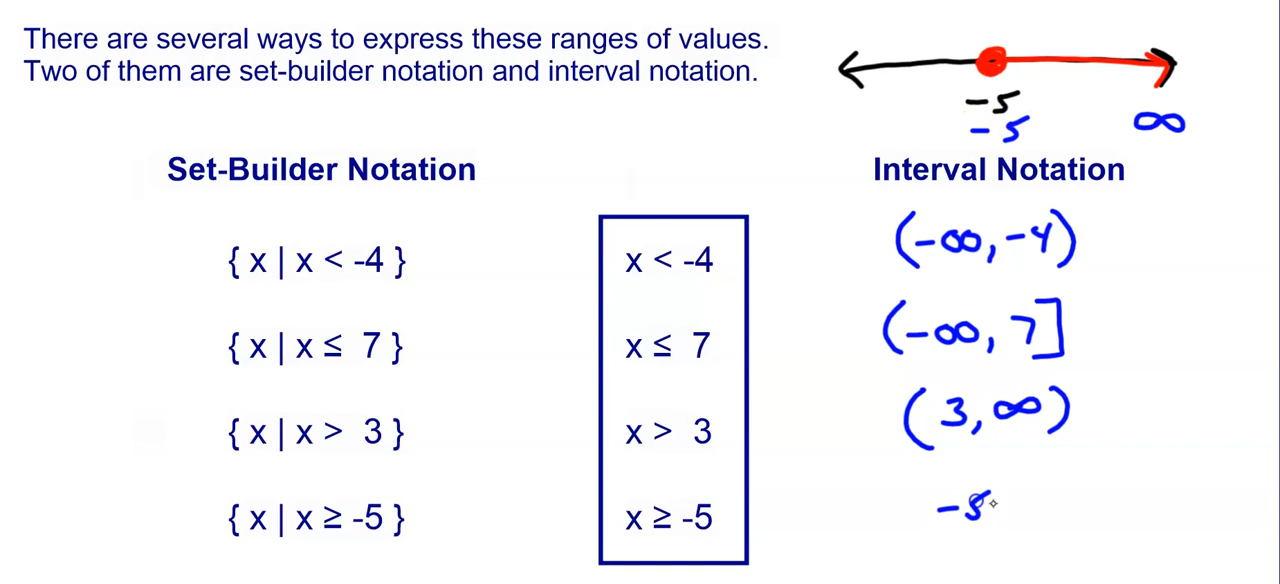 There are several ways to express these ranges of values.
Two of them are set-builder notation and interval notation.
-5
-5 ∞
Set-Builder Notation Interval Notation
{ x | x < -4 } x < -4 (-∞, -4)
{ x | x ≤ 7 } x ≤ 7 (-∞, 7]
{ x | x > 3 } x > 3 (3, ∞)
{ x | x ≥ -5 } x ≥ -5